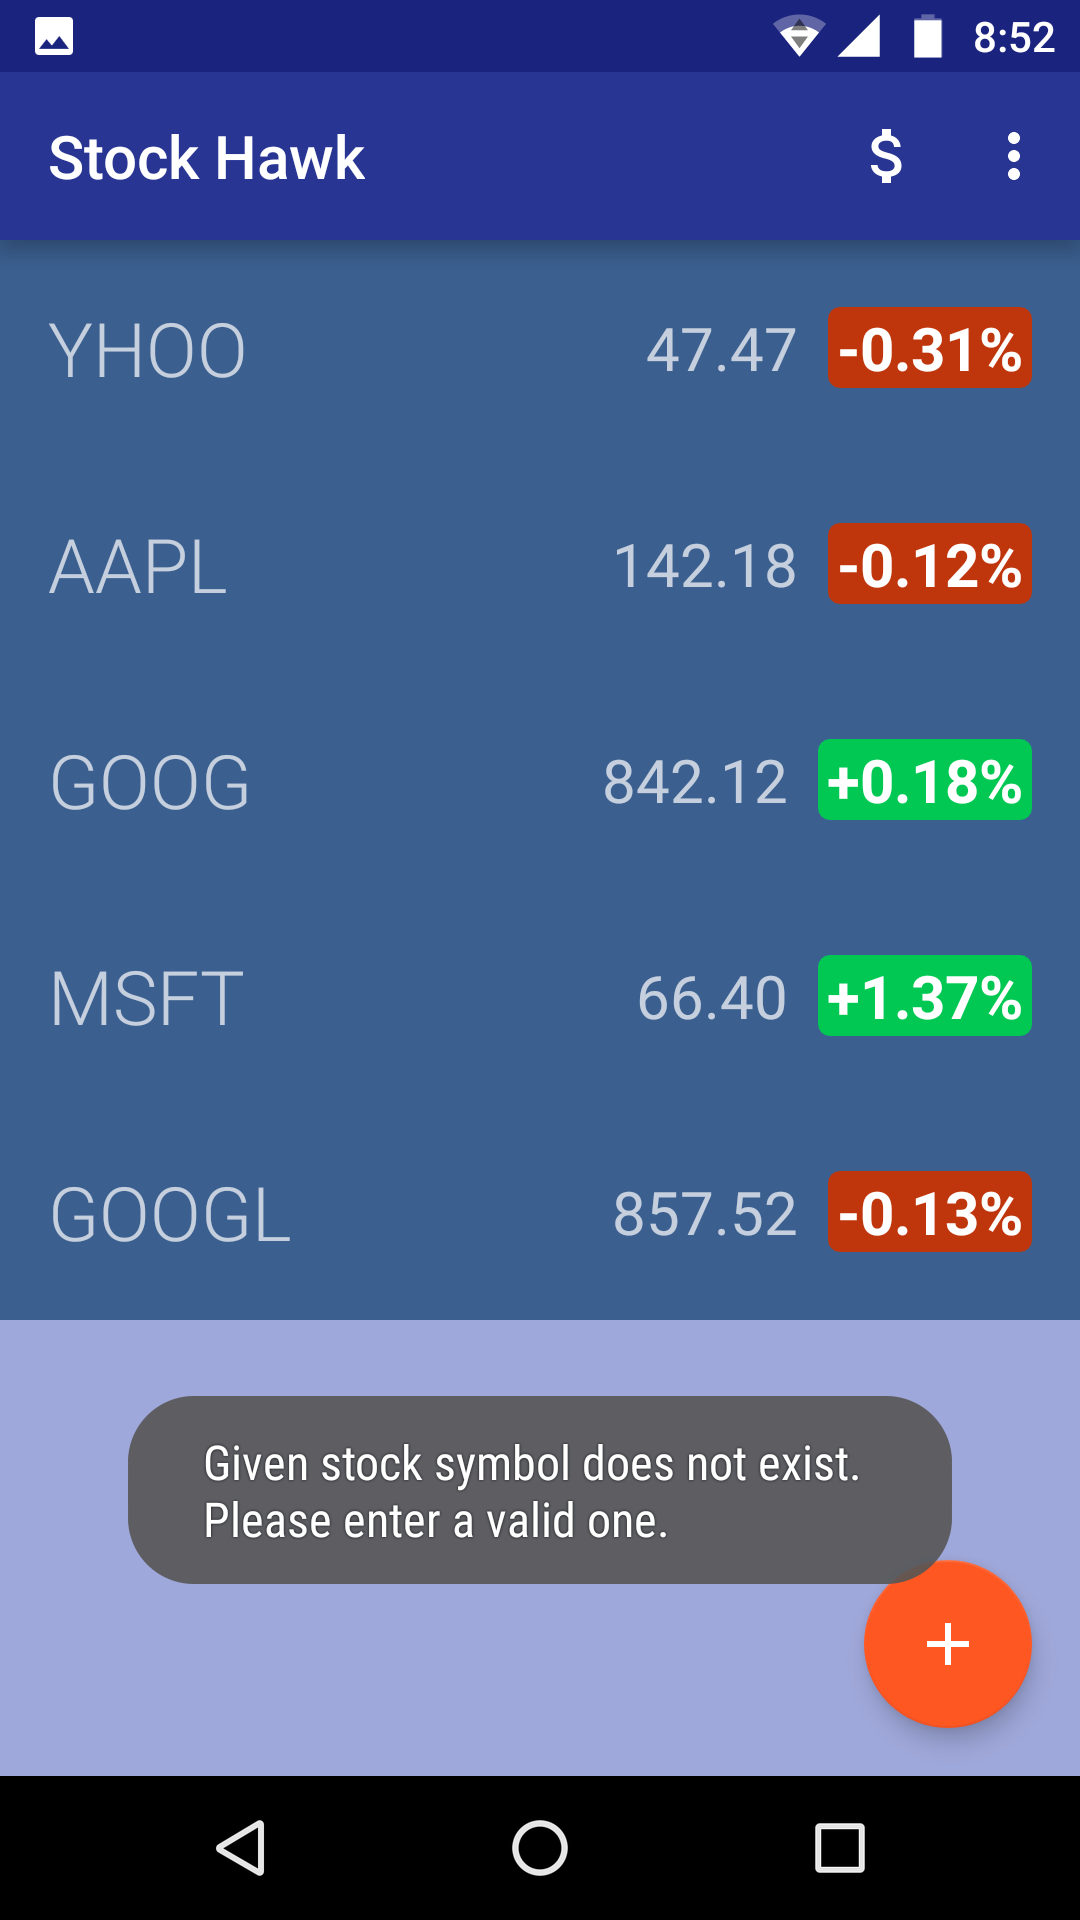 8:52
Stock Hawk $
YHOO 47.47 -0.31%
AAPL 142.18 -0.12%
GOOG 842.12 +0.18%
MSFT 66.40 +1.37%
GOOGL 857.52 -0.13%
Given stock symbol does not exist.
Please enter a valid one.